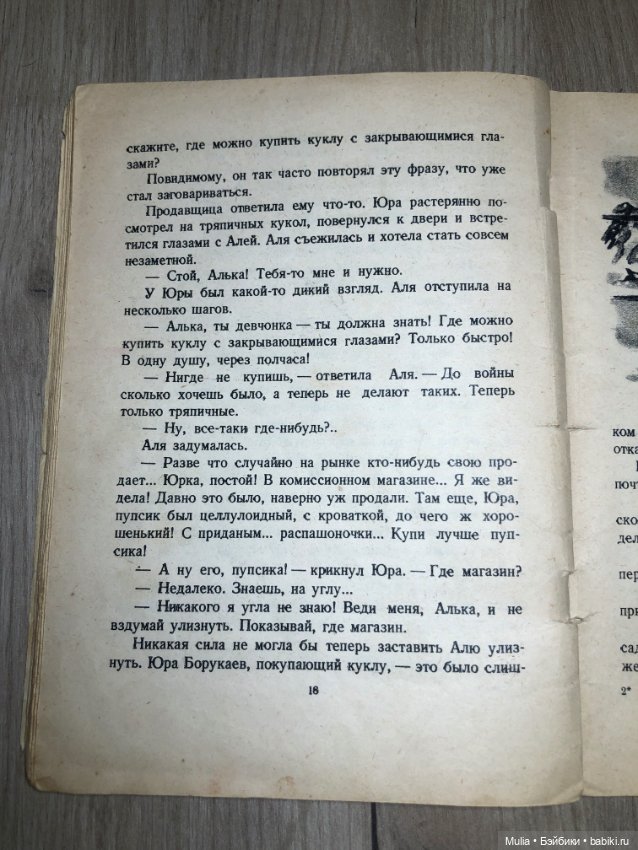 скажите, где можно купить куклу с закрывающимися гла-
зами?
Повидимому, он так часто повторял эту фразу, что уже
стал заговариваться.
Продавщица ответила ему что-то. Юра растерянно по-
смотрел на тряпичных кукол, повернулся к двери и встре-
тился глазами с Алей. Аля съежилась и хотела стать совсем
незаметной.
— Стой, Алька! Тебя-то мне и нужно.
У Юры был какой-то дикий взгляд. Аля отступила на
несколько шагов.
— Алька, ты девчонка — ты должна знать! Где можно
купить куклу с закрывающимися глазами? Только быстро!
В одну душу, через полчаса!
— Нигде не купишь, — ответила Аля. — До войны
сколько хочешь было, а теперь не делают таких. Теперь
только тряпичные.
— Ну, все-таки где-нибудь?..
Аля задумалась.
— Разве что случайно на рынке кто-нибудь свою про-
дает... Юрка, постой! В комиссионном магазине... Я же ви-
дела! Давно это было, наверно уж продали. Там еще, Юра,
пупсик был целлулоидный, с кроваткой, до чего ж хоро-
шенький! С приданым... распашоночки... Купи лучше пуп-
сика!
— А ну его, пупсика! — крикнул Юра. — Где магазин?
— Недалеко. Знаешь, на углу...
— Никакого я угла не знаю! Веди меня, Алька, и не
вздумай улизнуть. Показывай, где магазин.
Никакая сила не могла бы теперь заставить Алю улиз-
нуть. Юра Борукаев, покупающий куклу, — это было слиш-
18
ком
отка
почт
ско
дел
пер
при
сад
же
2*
Mulia • Бэйбики • babiki.ru